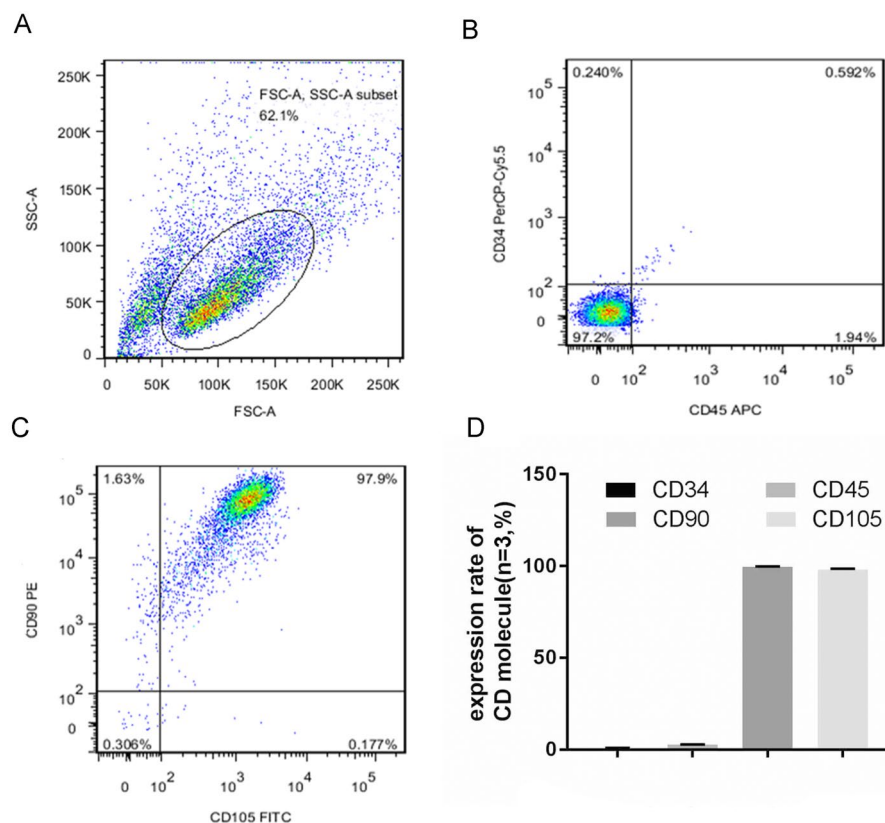 A
250K
200K
150K
100K
50K
0
SSC-A
FSC-A, SSC-A subset
62.1%
0 50K 100K 150K 200K 250K
FSC-A
B
0.240% 0.592%
10^5
10^4
10^3
10^2
0
CD34 PerCP-Cy5.5
97.2% 1.94%
0 10^2 10^3 10^4 10^5
CD45 APC
C
1.63% 97.9%
10^5
10^4
10^3
10^2
0
CD90 PE
0.306% 0.177%
0 10^2 10^3 10^4 10^5
CD105 FITC
D
150
100
50
0
expression rate of
CD molecule(n=3,%)
CD34 CD45
CD90 CD105